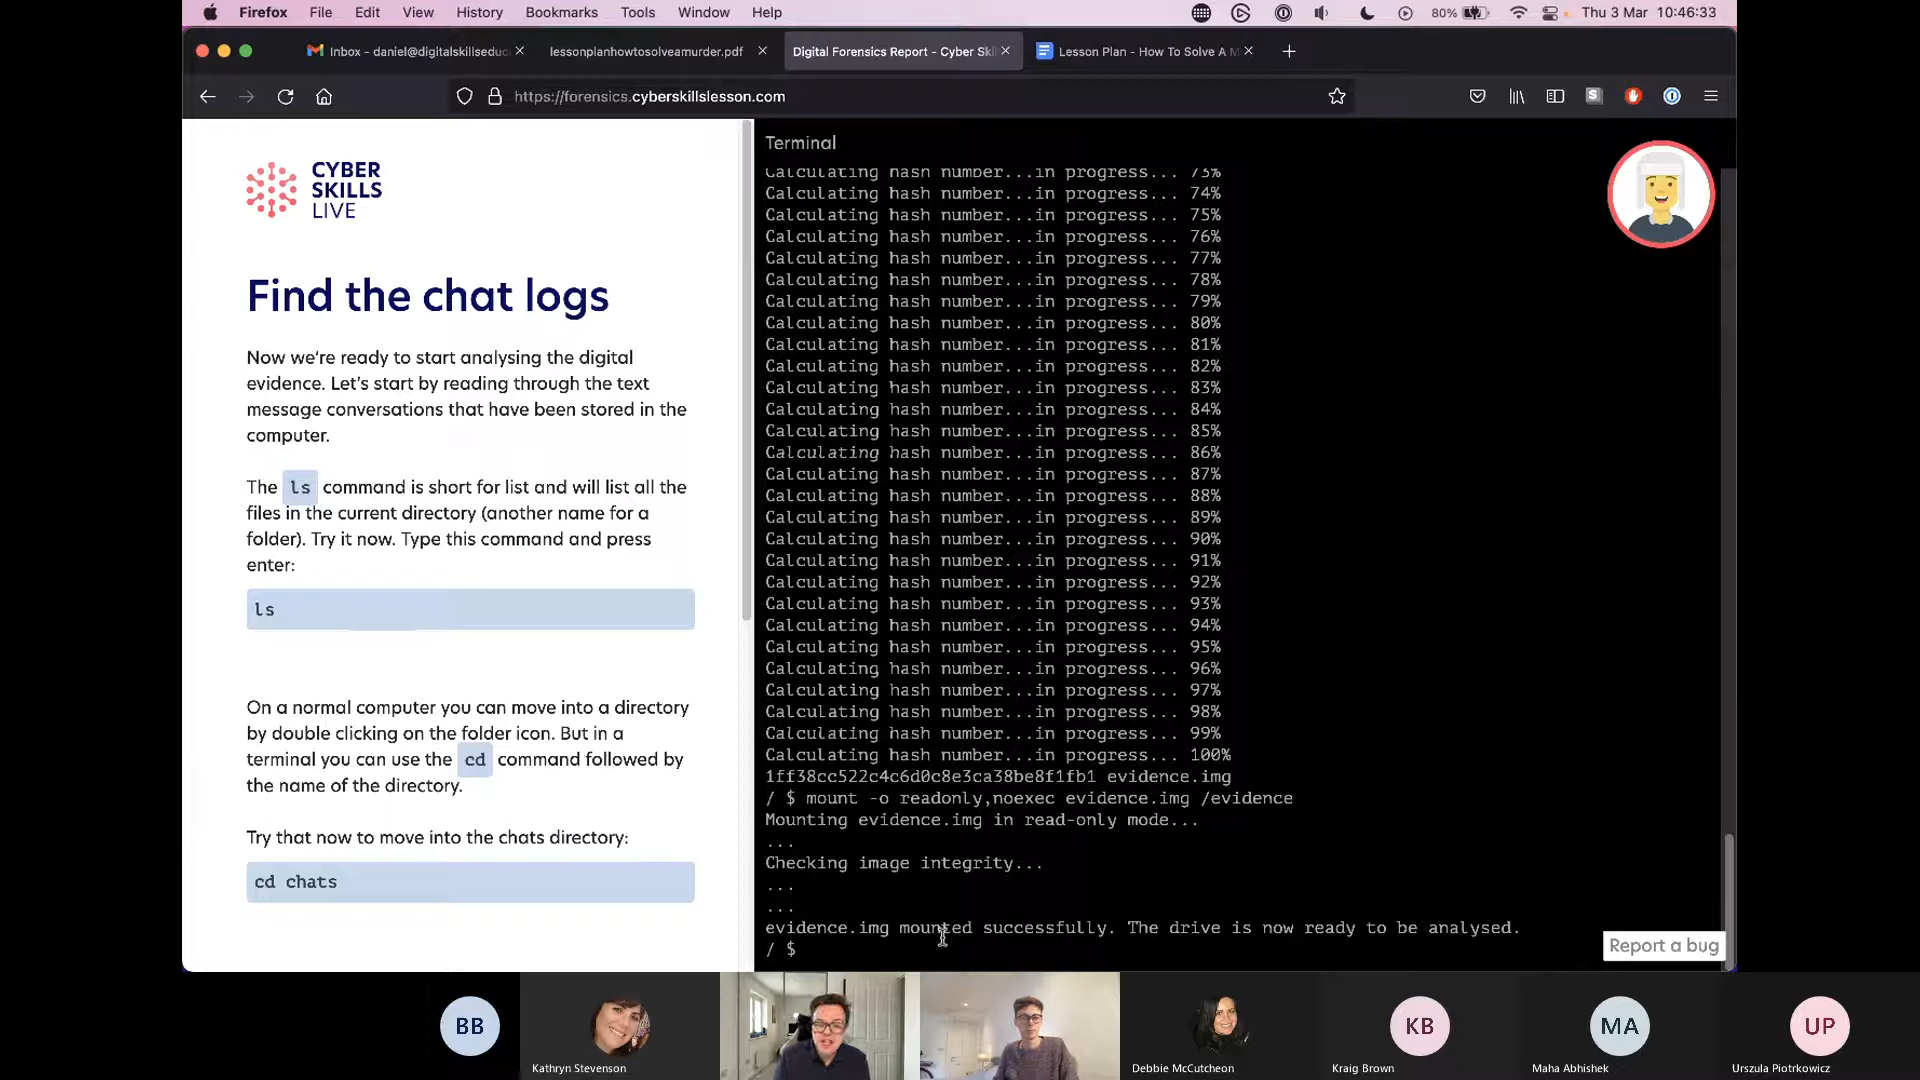 Firefox File Edit View History Bookmarks Tools Window Help 80% Thu 3 Mar 10:46:33
Inbox - daniel@digitalskillseduc lessonplanhowtosolveamurder.pdf Digital Forensics Report - Cyber Ski Lesson Plan - How To Solve A M
https://forensics.cyberskillslesson.com
CYBER
SKILLS
LIVE
Find the chat logs
Now we're ready to start analysing the digital
evidence. Let's start by reading through the text
message conversations that have been stored in the
computer.
The ls command is short for list and will list all the
files in the current directory (another name for a
folder). Try it now. Type this command and press
enter:
ls
On a normal computer you can move into a directory
by double clicking on the folder icon. But in a
terminal you can use the cd command followed by
the name of the directory.
Try that now to move into the chats directory:
cd chats
Terminal
Calculating hash number...in progress... 73%
Calculating hash number...in progress... 74%
Calculating hash number...in progress... 75%
Calculating hash number...in progress... 76%
Calculating hash number...in progress... 77%
Calculating hash number...in progress... 78%
Calculating hash number...in progress... 79%
Calculating hash number...in progress... 80%
Calculating hash number...in progress... 81%
Calculating hash number...in progress... 82%
Calculating hash number...in progress... 83%
Calculating hash number...in progress... 84%
Calculating hash number...in progress... 85%
Calculating hash number...in progress... 86%
Calculating hash number...in progress... 87%
Calculating hash number...in progress... 88%
Calculating hash number...in progress... 89%
Calculating hash number...in progress... 90%
Calculating hash number...in progress... 91%
Calculating hash number...in progress... 92%
Calculating hash number...in progress... 93%
Calculating hash number...in progress... 94%
Calculating hash number...in progress... 95%
Calculating hash number...in progress... 96%
Calculating hash number...in progress... 97%
Calculating hash number...in progress... 98%
Calculating hash number...in progress... 99%
Calculating hash number...in progress... 100%
1ff38cc522c4c6d0c8e3ca38be8f1fb1 evidence.img
/ $ mount -o readonly,noexec evidence.img /evidence
Mounting evidence.img in read-only mode...
...
Checking image integrity...
...
...
evidence.img mounted successfully. The drive is now ready to be analysed.
/ $
Report a bug
BB KB MA UP
Kathryn Stevenson Debbie McCutcheon Kraig Brown Maha Abhishek Urszula Piotrkowicz